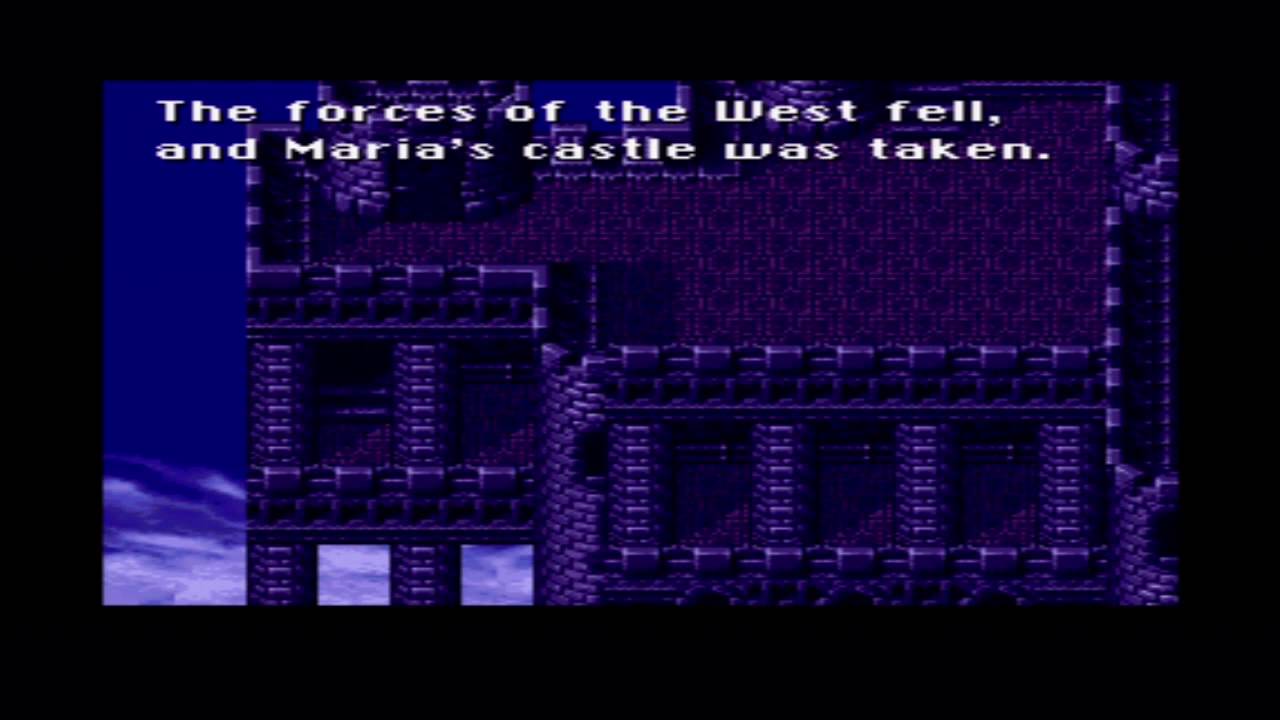 The forces of the West fell,
and Maria's castle was taken.